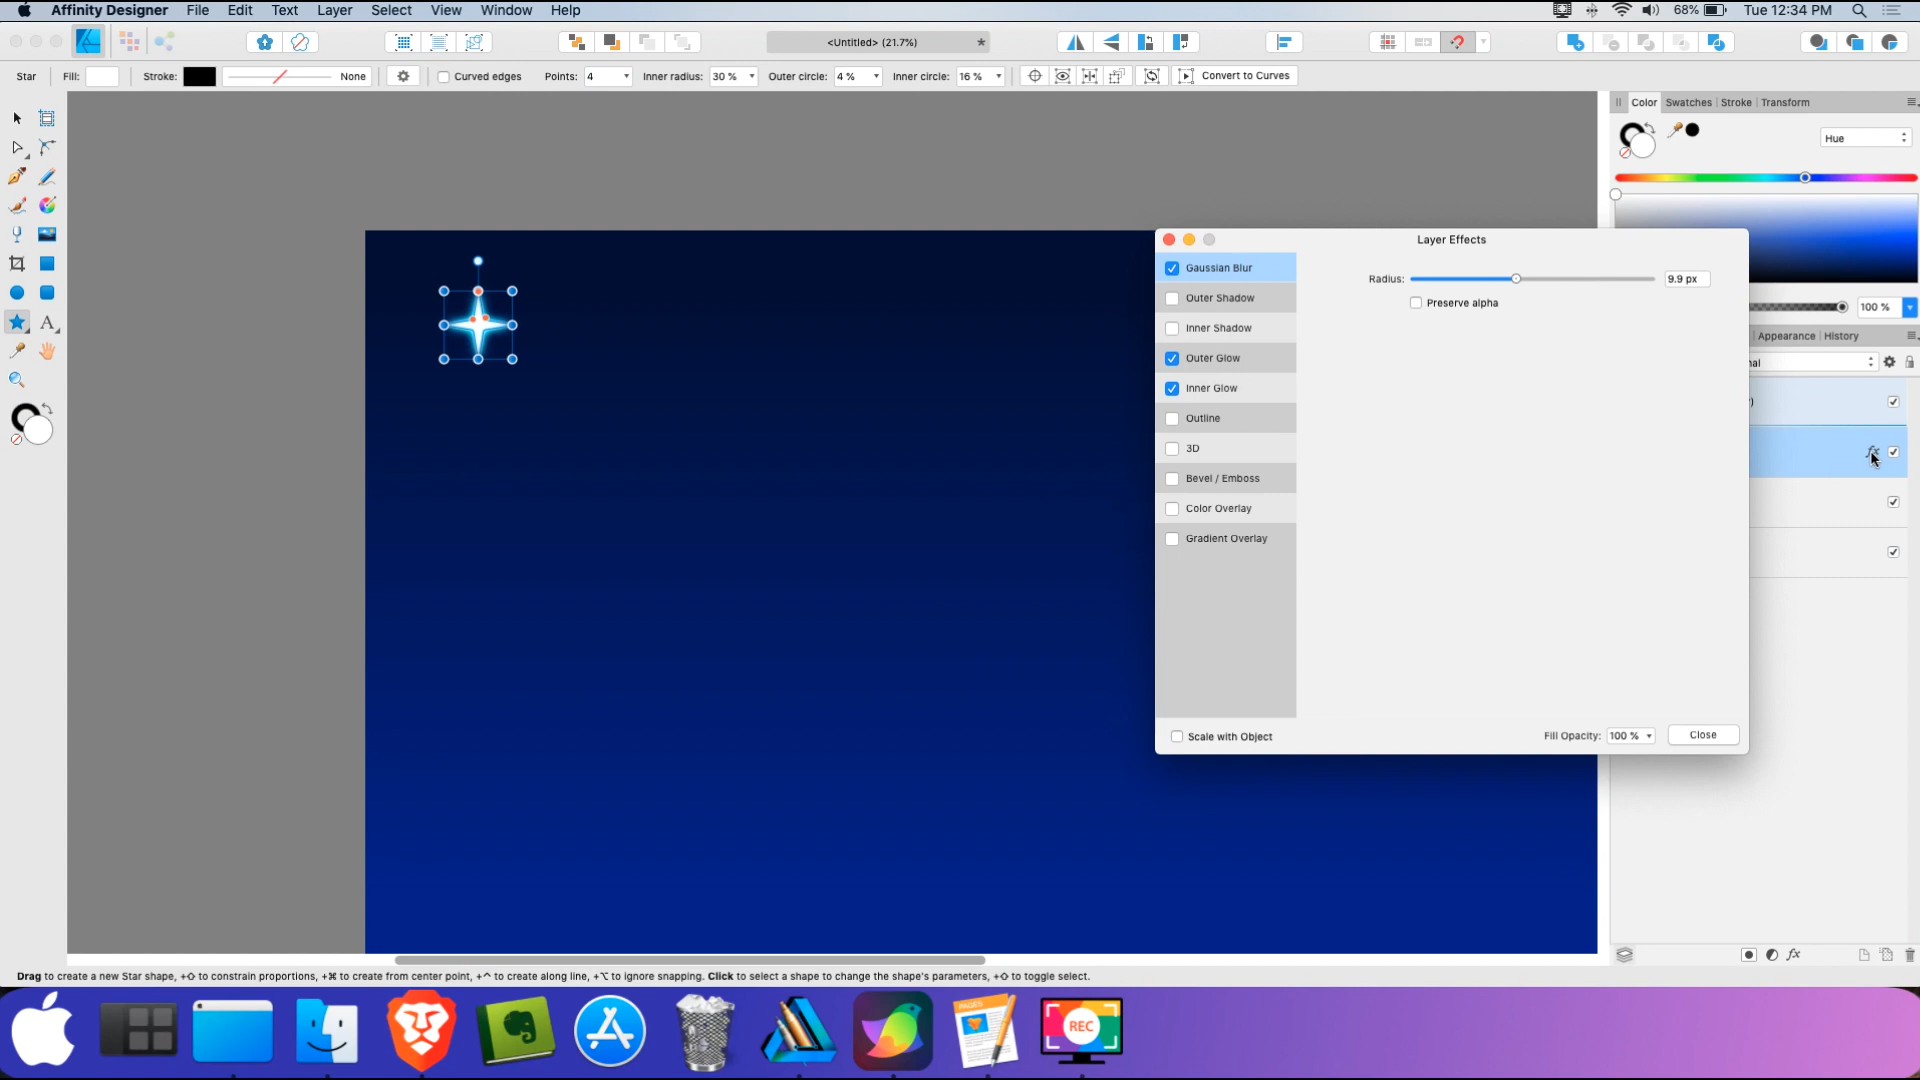 Affinity Designer File Edit Text Layer Select View Window Help 68% Tue 12:34 PM
<Untitled> (21.7%)
Star Fill: Stroke: None Curved edges Points: 4 Inner radius: 30 % Outer circle: 4 % Inner circle: 16 % Convert to Curves
Color Swatches Stroke Transform
Hue
Layer Effects
Gaussian Blur
Radius: 9.9 px
Outer Shadow
Preserve alpha
100 %
Inner Shadow
Appearance History
Outer Glow
Inner Glow
Outline
3D
Bevel / Emboss
Color Overlay
Gradient Overlay
Scale with Object
Fill Opacity: 100 % Close
Drag to create a new Star shape, +⇧ to constrain proportions, +⌘ to create from center point, +⌃ to create along line, +⌥ to ignore snapping. Click to select a shape to change the shape's parameters, +⇧ to toggle select.
PAGES
REC